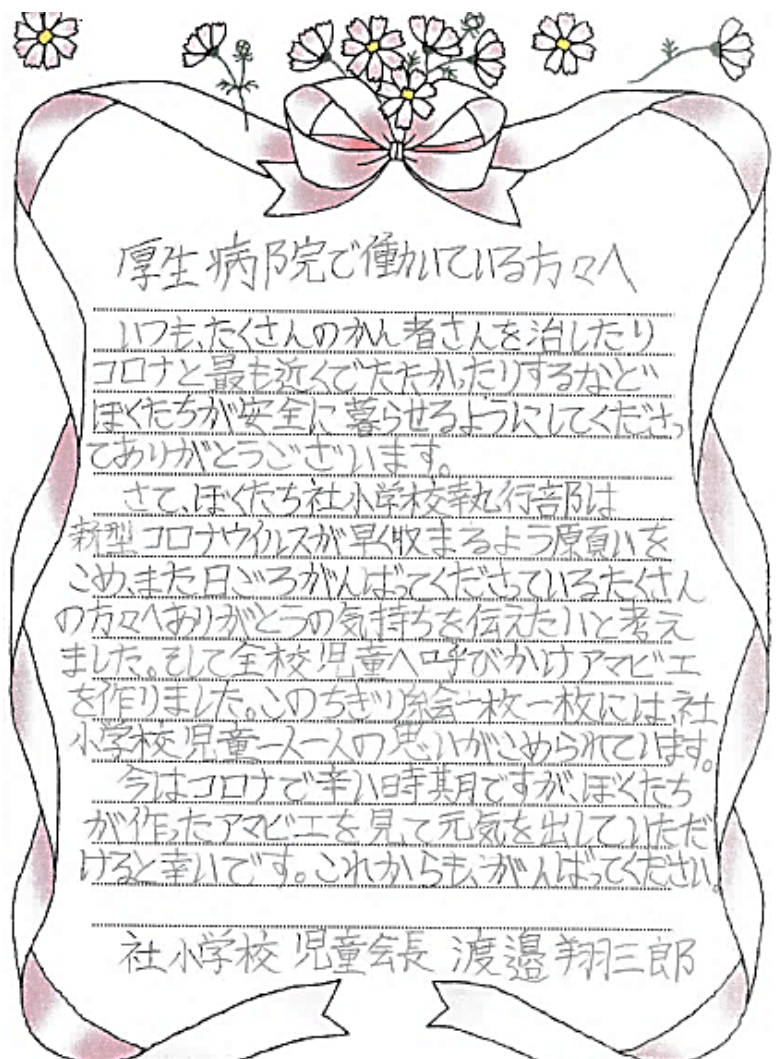 厚生病院で働いている方々へ
いつも、たくさんのかん者さんを治したり
コロナと最も近くでたたかったりするなど
ぼくたちが安全に暮らせるようにしてくださっ
てありがとうございます。
さて、ぼくたち社小学校執行部は
新型コロナウイルスが早く収まるよう願いを
こめ、また日ごろがんばってくださっているたくさん
の方々へありがとうの気持ちを伝えたいと考え
ました。そして全校児童へ呼びかけアマビエ
を作りました。このちぎり絵一枚一枚には、社
小学校児童一人一人の思いがこめられています。
今はコロナで辛い時期ですが、ぼくたち
が作ったアマビエを見て元気を出していただ
けると幸いです。これからも、がんばってください。
社小学校 児童会長 渡邉翔三郎